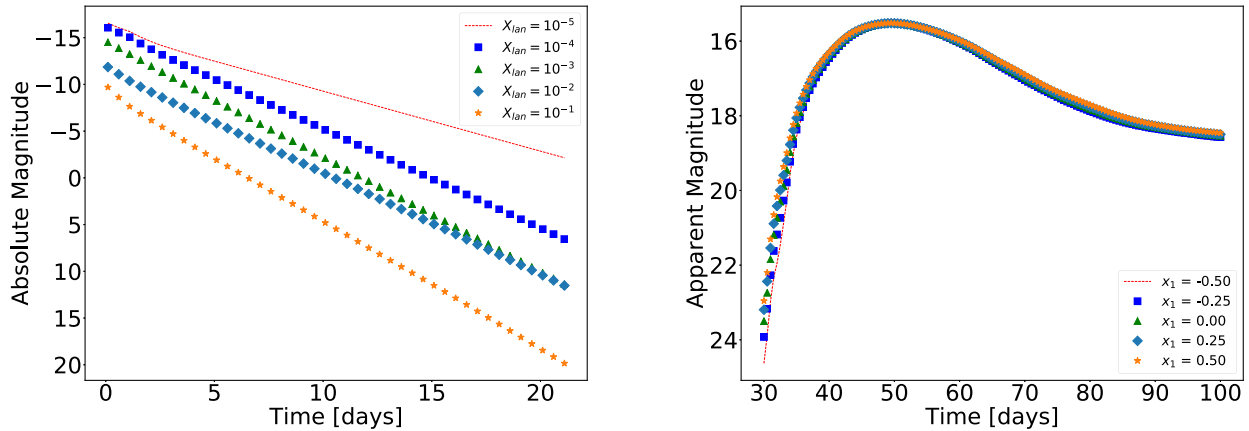 Absolute Magnitude
−15
−10
−5
0
5
10
15
20
0 5 10 15 20
Time [days]
X_lan = 10^-5
X_lan = 10^-4
X_lan = 10^-3
X_lan = 10^-2
X_lan = 10^-1
Apparent Magnitude
16
18
20
22
24
30 40 50 60 70 80 90 100
Time [days]
x_1 = -0.50
x_1 = -0.25
x_1 = 0.00
x_1 = 0.25
x_1 = 0.50